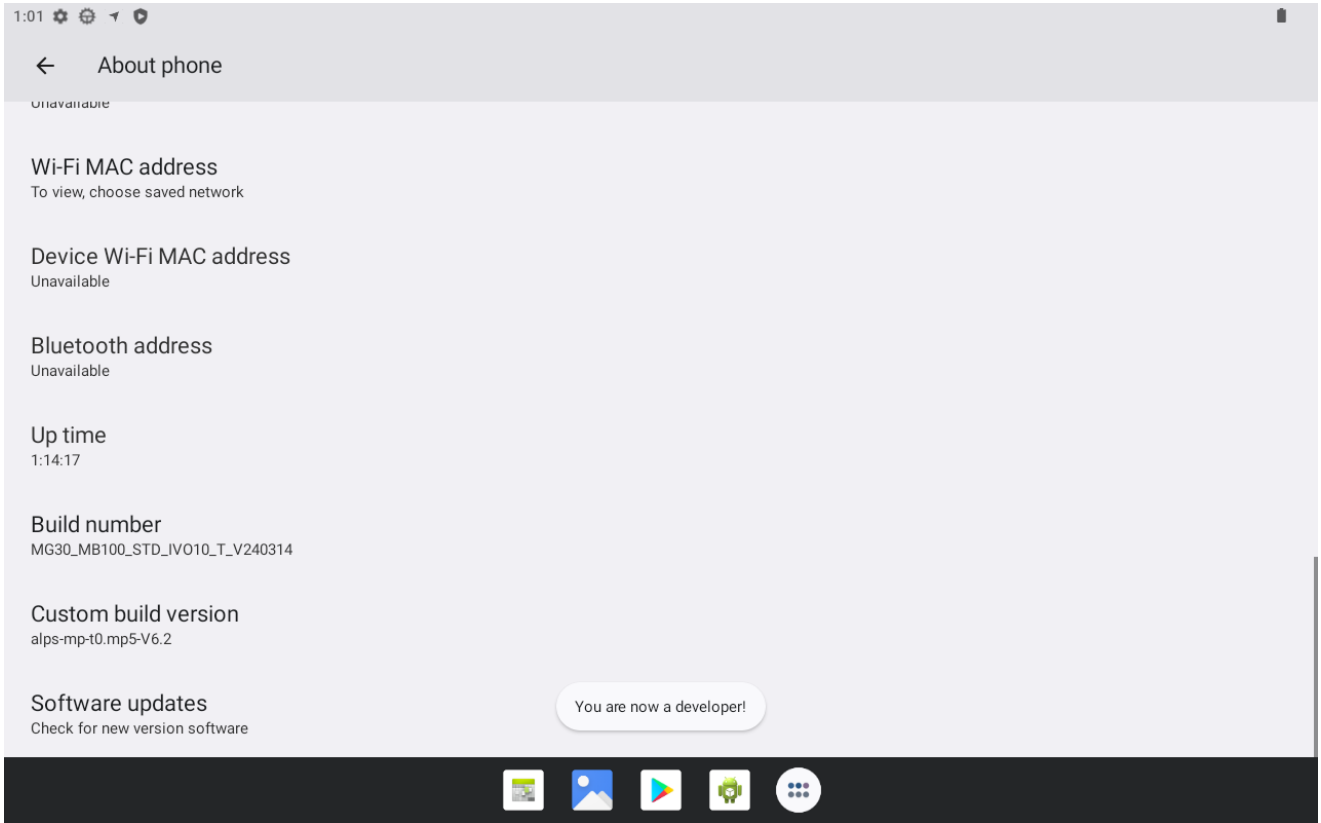 1:01
About phone
Unavailable
Wi-Fi MAC address
To view, choose saved network
Device Wi-Fi MAC address
Unavailable
Bluetooth address
Unavailable
Up time
1:14:17
Build number
MG30_MB100_STD_IVO10_T_V240314
Custom build version
alps-mp-t0.mp5-V6.2
Software updates
Check for new version software
You are now a developer!